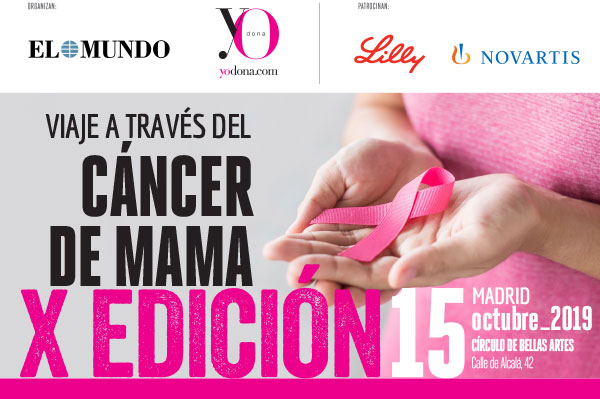 ORGANIZAN:
EL MUNDO
yo dona
yodona.com
PATROCINAN:
Lilly
NOVARTIS
VIAJE A TRAVÉS DEL
CÁNCER
DE MAMA
X EDICIÓN
15
MADRID
octubre_2019
CÍRCULO DE BELLAS ARTES
Calle de Alcalá, 42